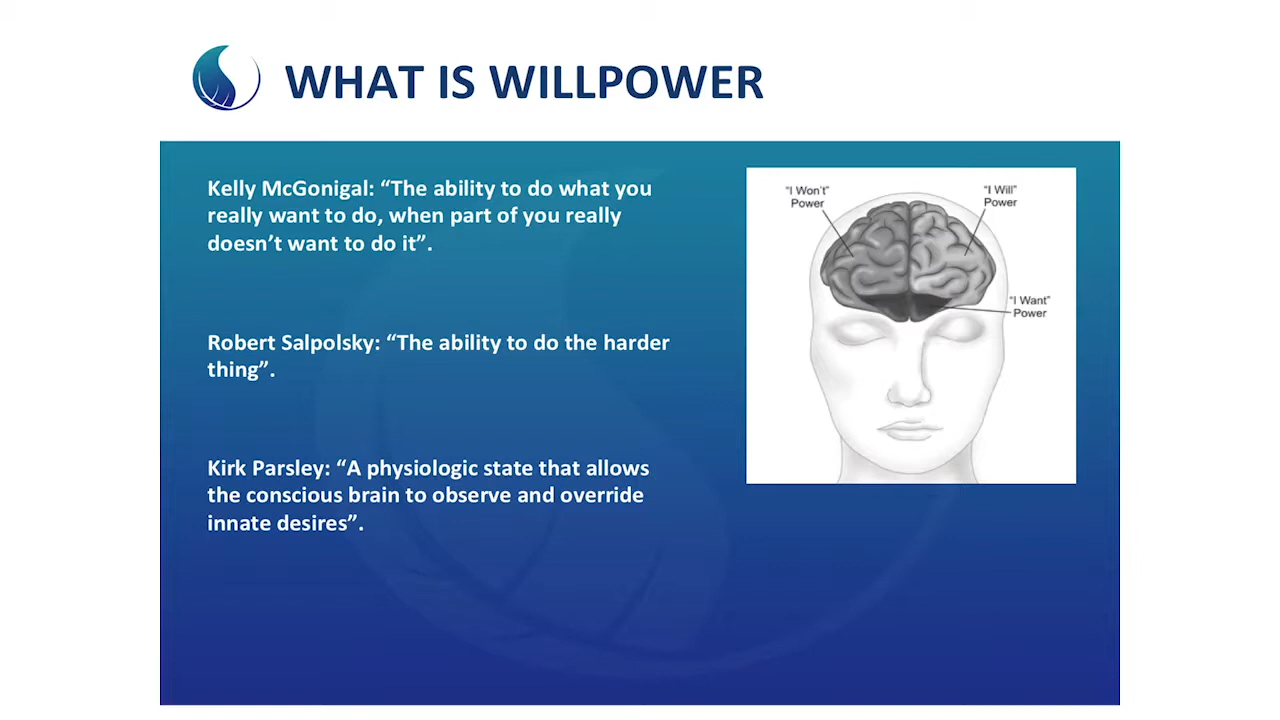 WHAT IS WILLPOWER
Kelly McGonigal: “The ability to do what you
really want to do, when part of you really
doesn’t want to do it”.
Robert Salpolsky: “The ability to do the harder
thing”.
Kirk Parsley: “A physiologic state that allows
the conscious brain to observe and override
innate desires”.
“I Won’t”
Power
“I Will”
Power
“I Want”
Power